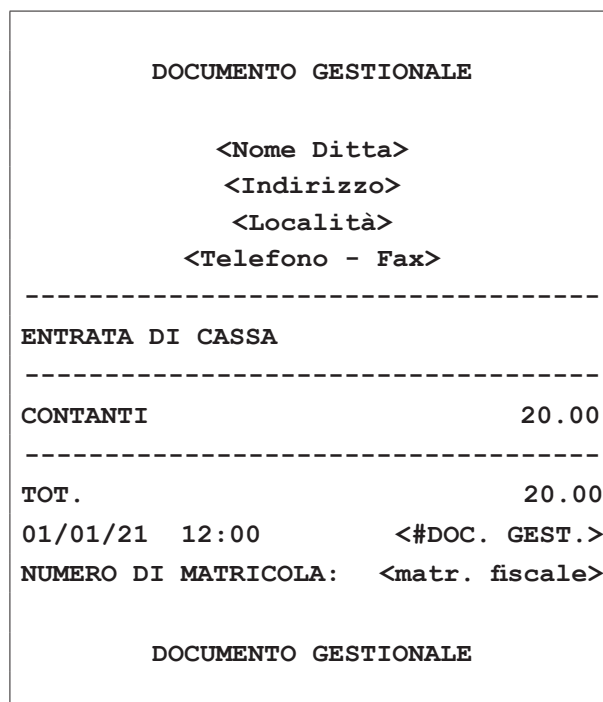 DOCUMENTO GESTIONALE
<Nome Ditta>
<Indirizzo>
<Località>
<Telefono - Fax>
------------------------------------
ENTRATA DI CASSA
------------------------------------
CONTANTI 20.00
------------------------------------
TOT. 20.00
01/01/21 12:00 <#DOC. GEST.>
NUMERO DI MATRICOLA: <matr. fiscale>
DOCUMENTO GESTIONALE